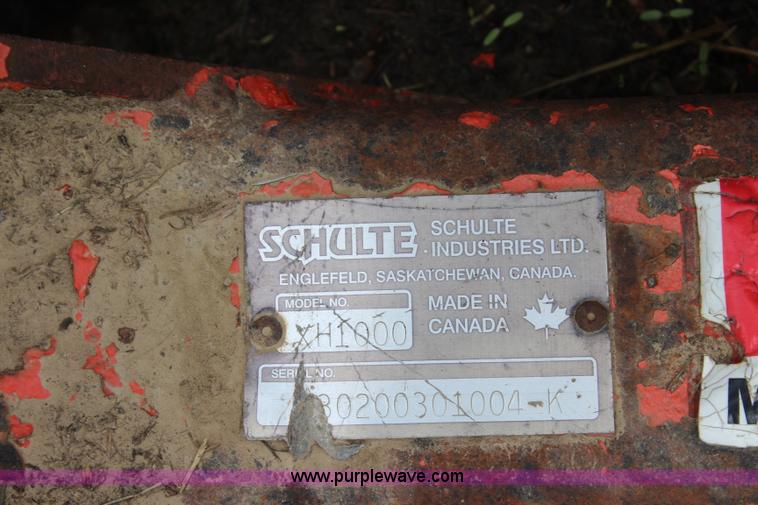 SCHULTE
SCHULTE
INDUSTRIES LTD.
ENGLEFELD, SASKATCHEWAN, CANADA.
MODEL NO.
XH1000
MADE IN
CANADA
SERIAL NO.
30200301004-K
M
www.purplewave.com